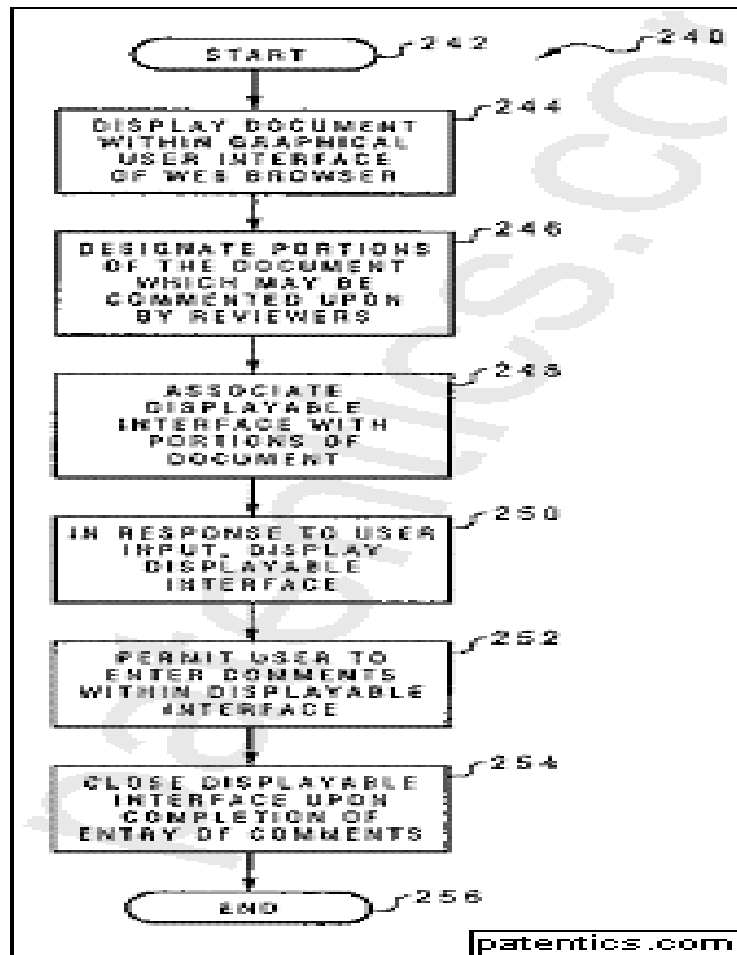 START
242
240
244
DISPLAY DOCUMENT
WITHIN GRAPHICAL
USER INTERFACE
OF WEB BROWSER
246
DESIGNATE PORTIONS
OF THE DOCUMENT
WHICH MAY BE
COMMENTED UPON
BY REVIEWERS
248
ASSOCIATE
DISPLAYABLE
INTERFACE WITH
PORTIONS OF
DOCUMENT
250
IN RESPONSE TO USER
INPUT, DISPLAY
DISPLAYABLE
INTERFACE
252
PERMIT USER TO
ENTER COMMENTS
WITHIN DISPLAYABLE
INTERFACE
254
CLOSE DISPLAYABLE
INTERFACE UPON
COMPLETION OF
ENTRY OF COMMENTS
END
256
patentics.com
patentics.co